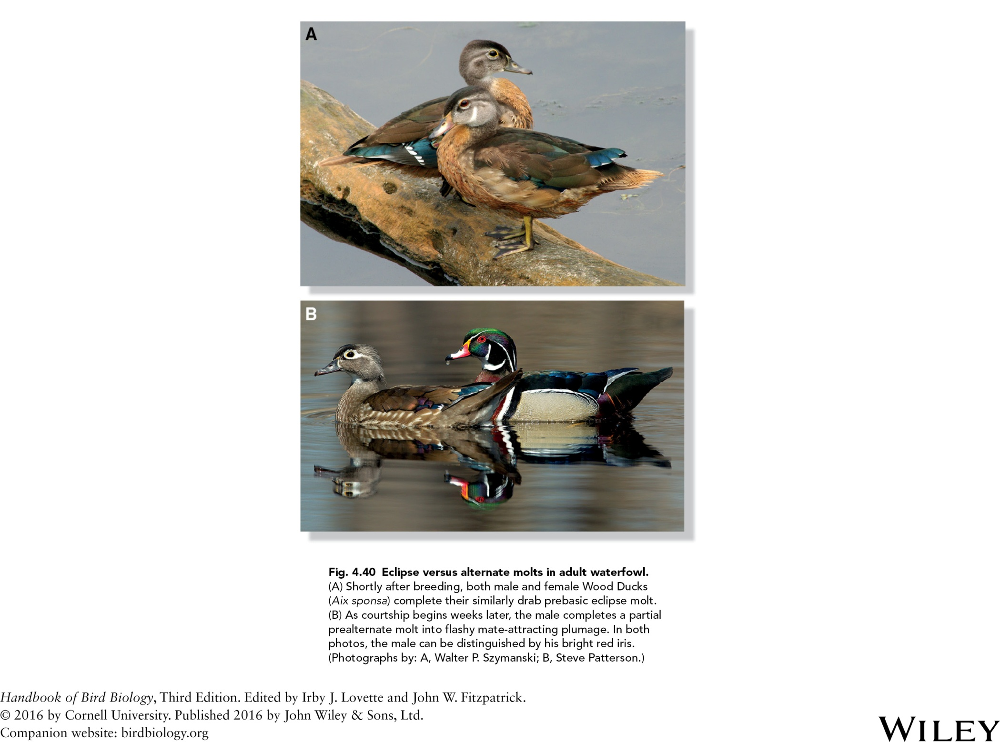 A
B
Fig. 4.40 Eclipse versus alternate molts in adult waterfowl.
(A) Shortly after breeding, both male and female Wood Ducks
(Aix sponsa) complete their similarly drab prebasic eclipse molt.
(B) As courtship begins weeks later, the male completes a partial
prealternate molt into flashy mate-attracting plumage. In both
photos, the male can be distinguished by his bright red iris.
(Photographs by: A, Walter P. Szymanski; B, Steve Patterson.)
Handbook of Bird Biology, Third Edition. Edited by Irby J. Lovette and John W. Fitzpatrick.
© 2016 by Cornell University. Published 2016 by John Wiley & Sons, Ltd.
Companion website: birdbiology.org
WILEY